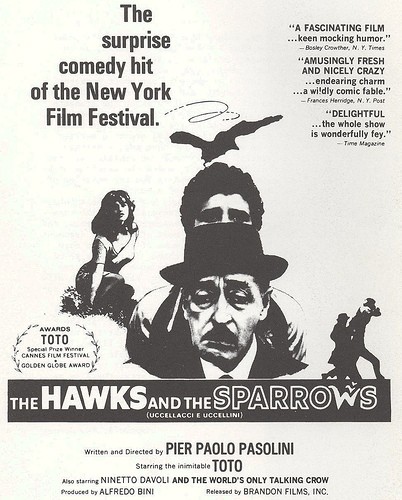 The
surprise
comedy hit
of the New York
Film Festival.
"A FASCINATING FILM
...keen mocking humor."
— Bosley Crowther, N. Y. Times
"AMUSINGLY FRESH
AND NICELY CRAZY
...endearing charm
...a wildly comic fable."
— Frances Herridge, N. Y. Post
"DELIGHTFUL
...the whole show
is wonderfully fey."
— Time Magazine
AWARDS
TOTO
Special Prize Winner
CANNES FILM FESTIVAL
GOLDEN GLOBE AWARD
THE HAWKS AND THE SPARROWS
(UCCELLACCI E UCCELLINI)
Written and Directed by PIER PAOLO PASOLINI
Starring the inimitable TOTO
Also starring NINETTO DAVOLI AND THE WORLD'S ONLY TALKING CROW
Produced by ALFREDO BINI Released by BRANDON FILMS, INC.